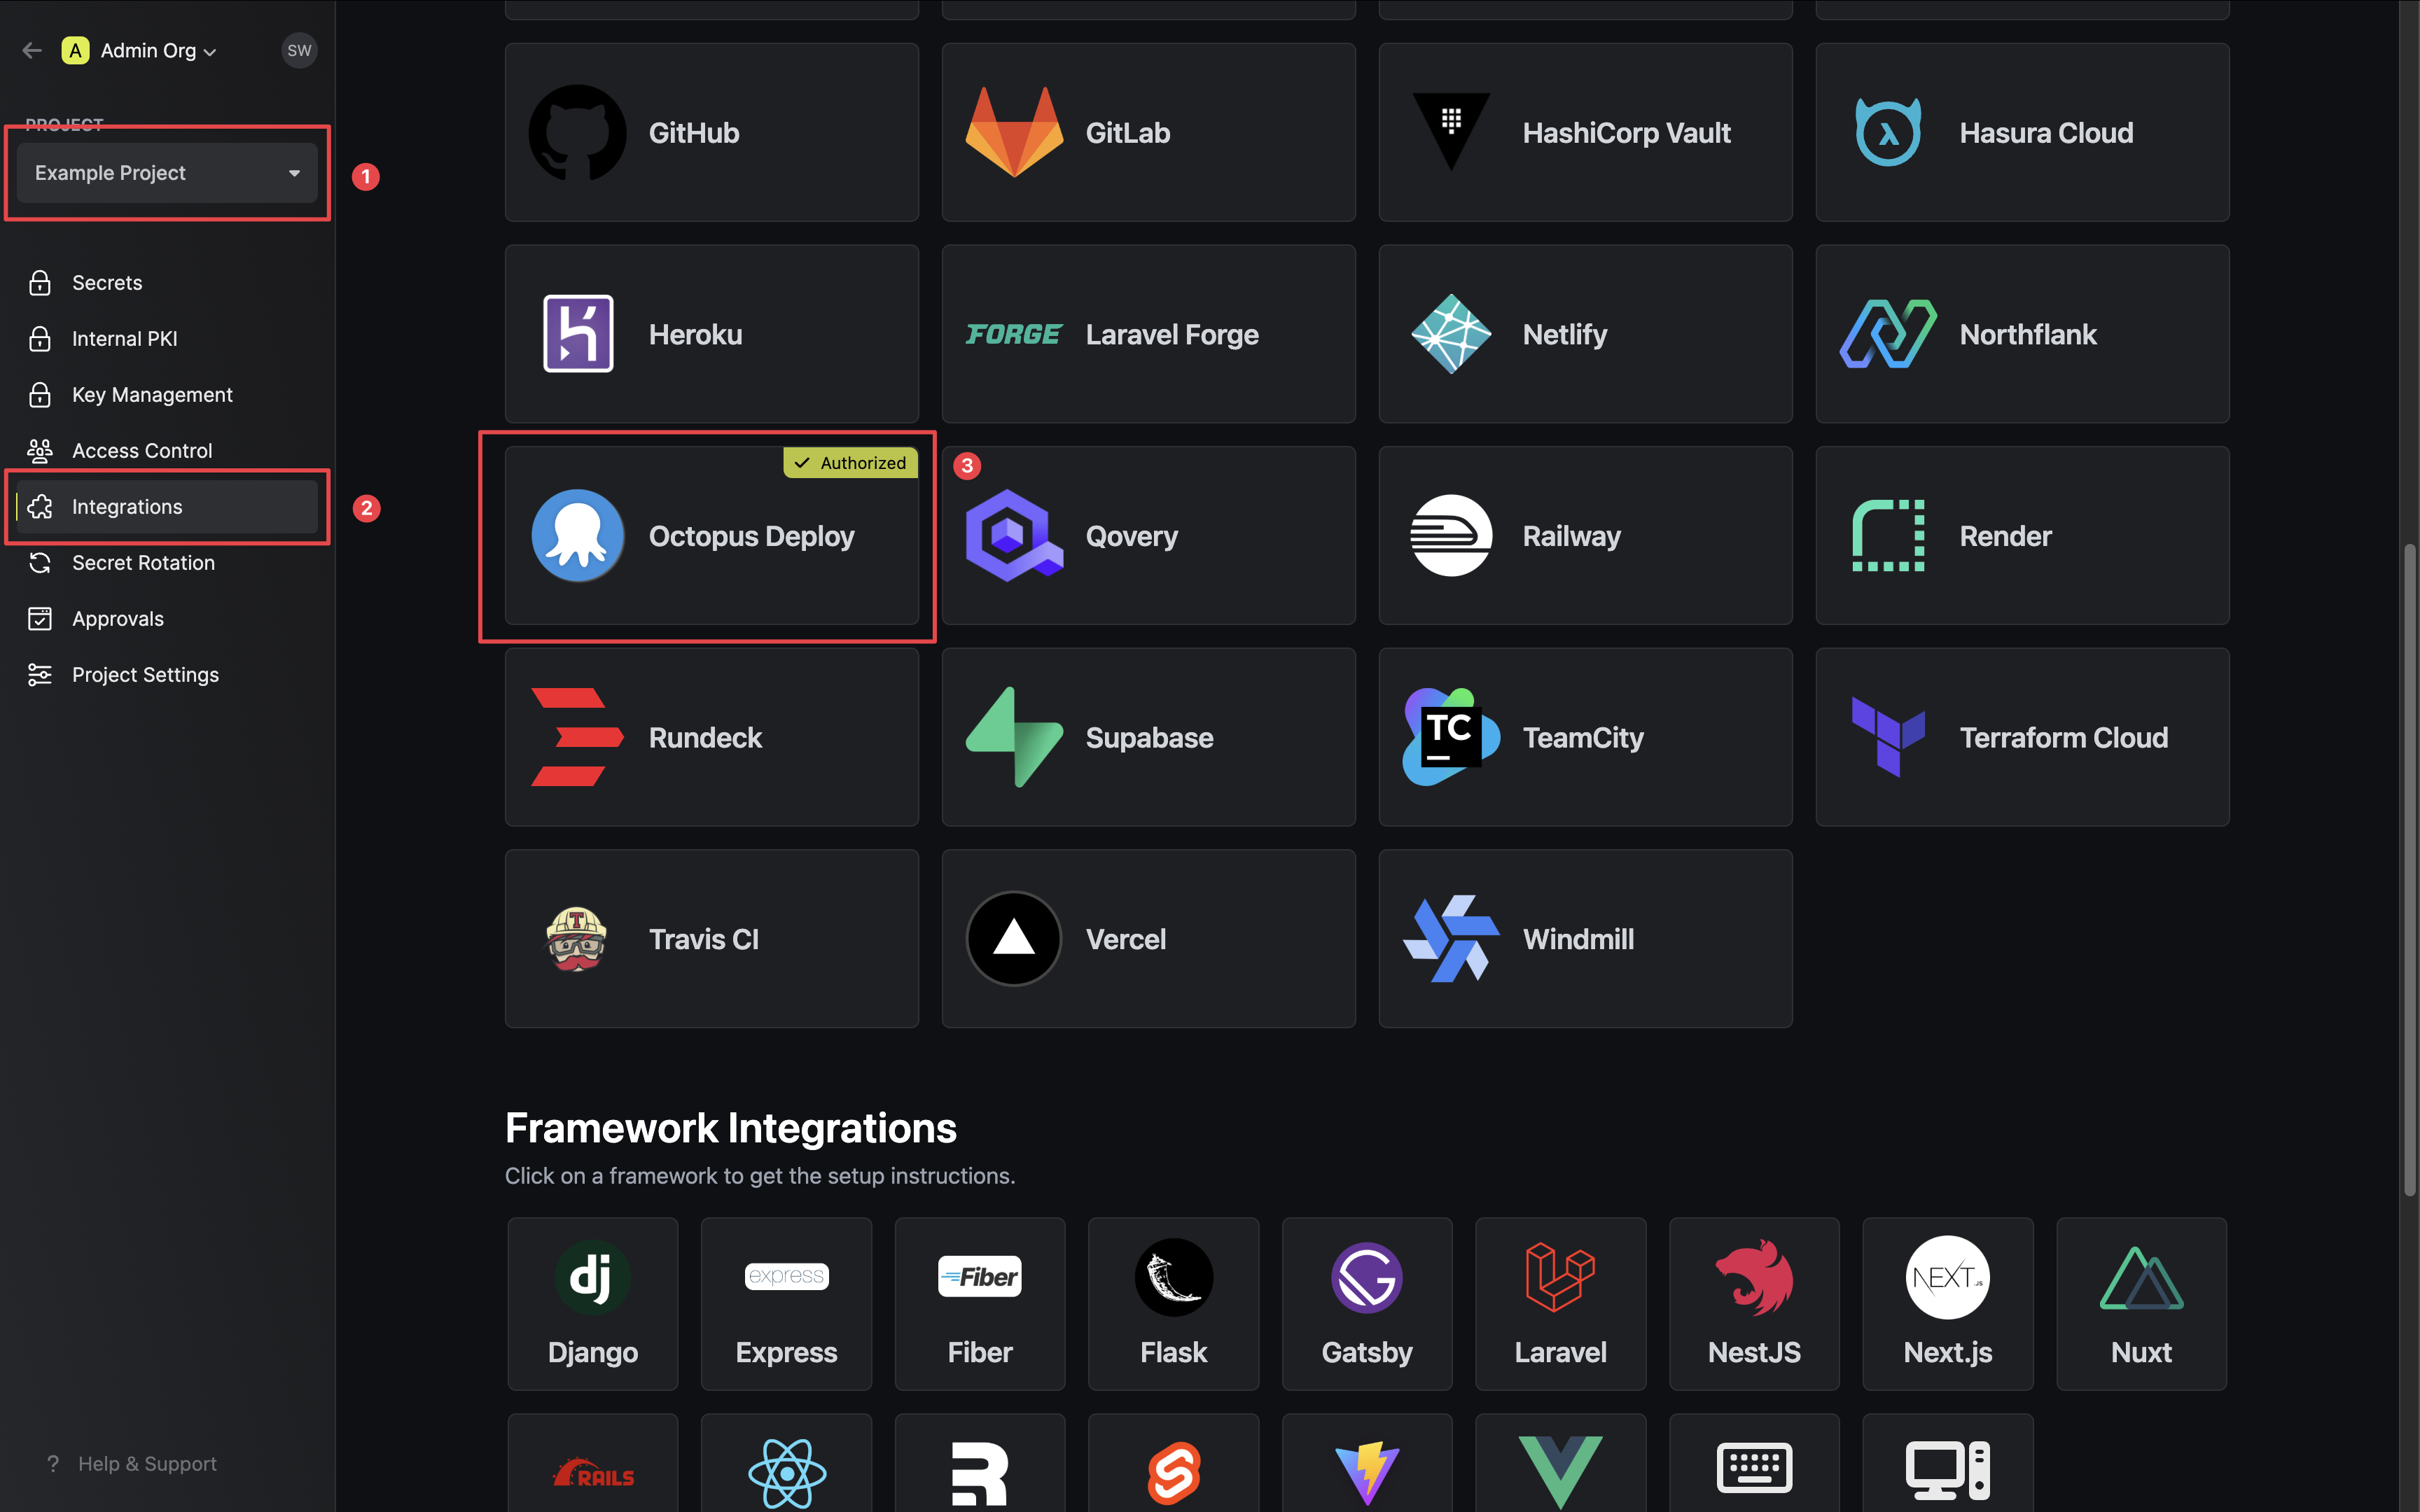 A Admin Org
SW
PROJECT
Example Project
1
Secrets
Internal PKI
Key Management
Access Control
Integrations
2
Secret Rotation
Approvals
Project Settings
? Help & Support
GitHub
GitLab
HashiCorp Vault
Hasura Cloud
Heroku
FORGE
Laravel Forge
Netlify
Northflank
Authorized
Octopus Deploy
3
Qovery
Railway
Render
Rundeck
Supabase
TC
TeamCity
Terraform Cloud
T
Travis CI
Vercel
Windmill
Framework Integrations
Click on a framework to get the setup instructions.
dj
Django
express
Express
Fiber
Fiber
Flask
G
Gatsby
Laravel
NestJS
NEXT.JS
Next.js
Nuxt
RAILS